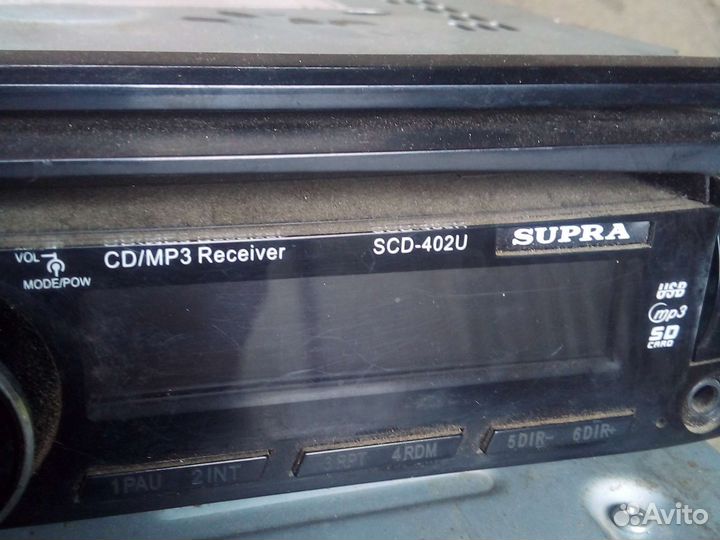 VOL
MODE/POW
CD/MP3 Receiver
SCD-402U
SUPRA
USB
mp3
SD
CARD
1PAU 2INT
3RPT 4RDM
5DIR- 6DIR+
Avito